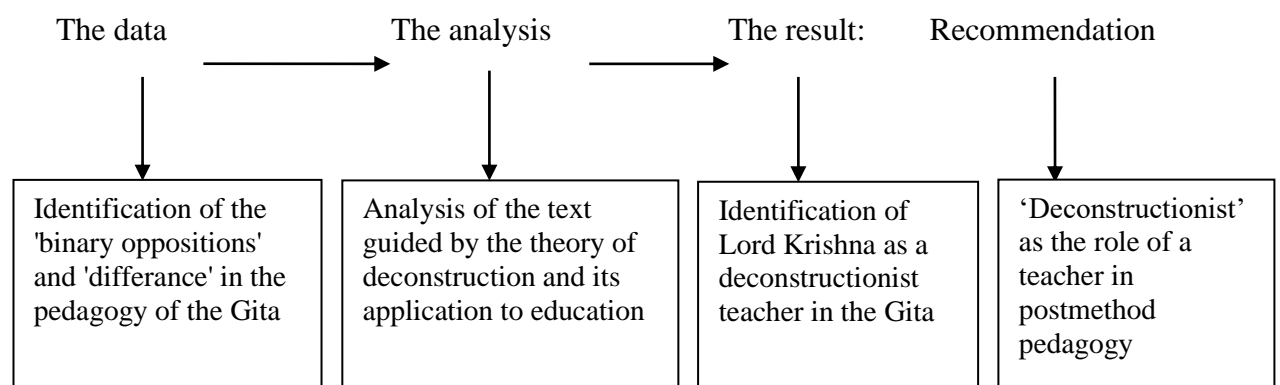 The data The analysis The result: Recommendation
Identification of the
'binary oppositions'
and 'differance' in the
pedagogy of the Gita
Analysis of the text
guided by the theory of
deconstruction and its
application to education
Identification of
Lord Krishna as a
deconstructionist
teacher in the Gita
‘Deconstructionist’
as the role of a
teacher in
postmethod
pedagogy